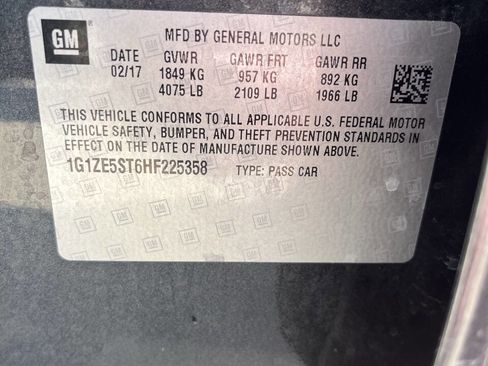 GM
MFD BY GENERAL MOTORS LLC
DATE GVWR GAWR FRT GAWR RR
02/17 1849 KG 957 KG 892 KG
4075 LB 2109 LB 1966 LB
THIS VEHICLE CONFORMS TO ALL APPLICABLE U.S. FEDERAL MOTOR
VEHICLE SAFETY, BUMPER, AND THEFT PREVENTION STANDARDS IN
EFFECT ON THE DATE OF MANUFACTURE SHOWN ABOVE.
1G1ZE5ST6HF225358 TYPE: PASS CAR